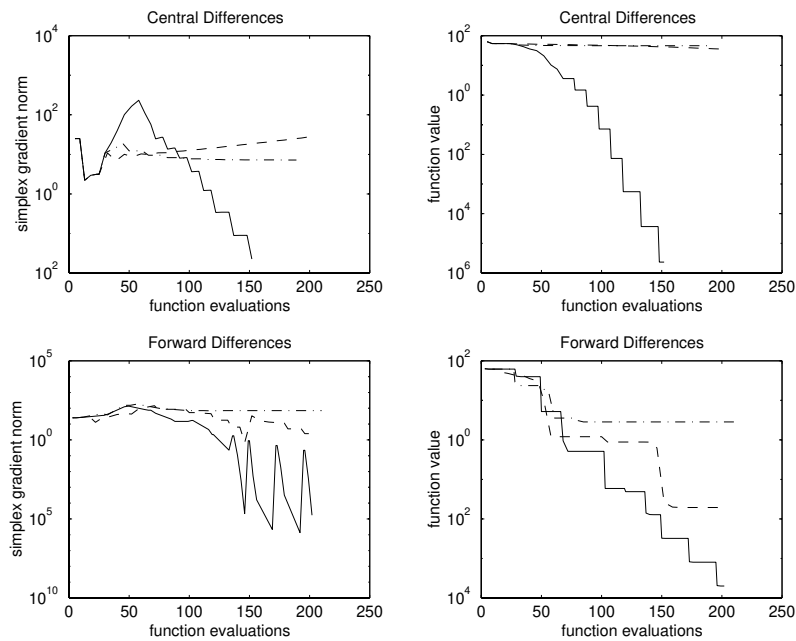 Central Differences
10^4
10^2
10^0
10^2
simplex gradient norm
0 50 100 150 200 250
function evaluations
Central Differences
10^2
10^0
10^2
10^4
10^6
function value
0 50 100 150 200 250
function evaluations
Forward Differences
10^5
10^0
10^5
10^10
simplex gradient norm
0 50 100 150 200 250
function evaluations
Forward Differences
10^2
10^0
10^2
10^4
function value
0 50 100 150 200 250
function evaluations